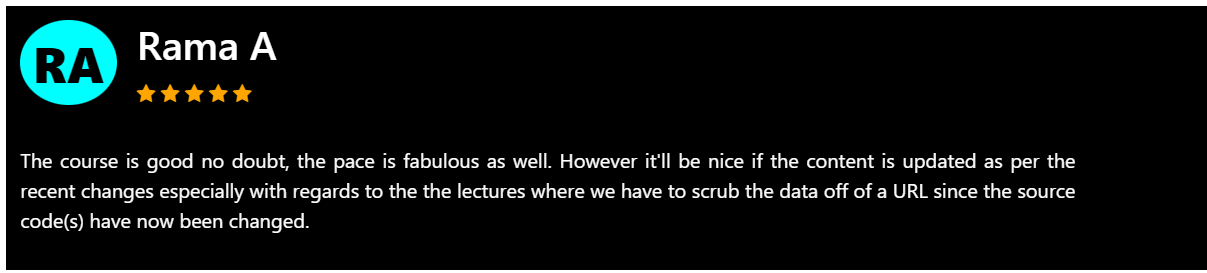 RA
Rama A
The course is good no doubt, the pace is fabulous as well. However it'll be nice if the content is updated as per the
recent changes especially with regards to the the lectures where we have to scrub the data off of a URL since the source
code(s) have now been changed.